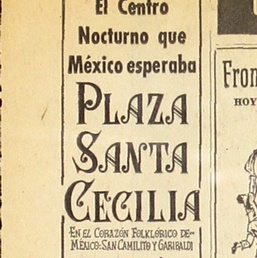 El Centro
Nocturno que
México esperaba
PLAZA
SANTA
CECILIA
EN EL CORAZÓN FOLKLÓRICO DE-
MÉXICO: SAN CAMILITO Y GARIBALDI
Fron
HOY